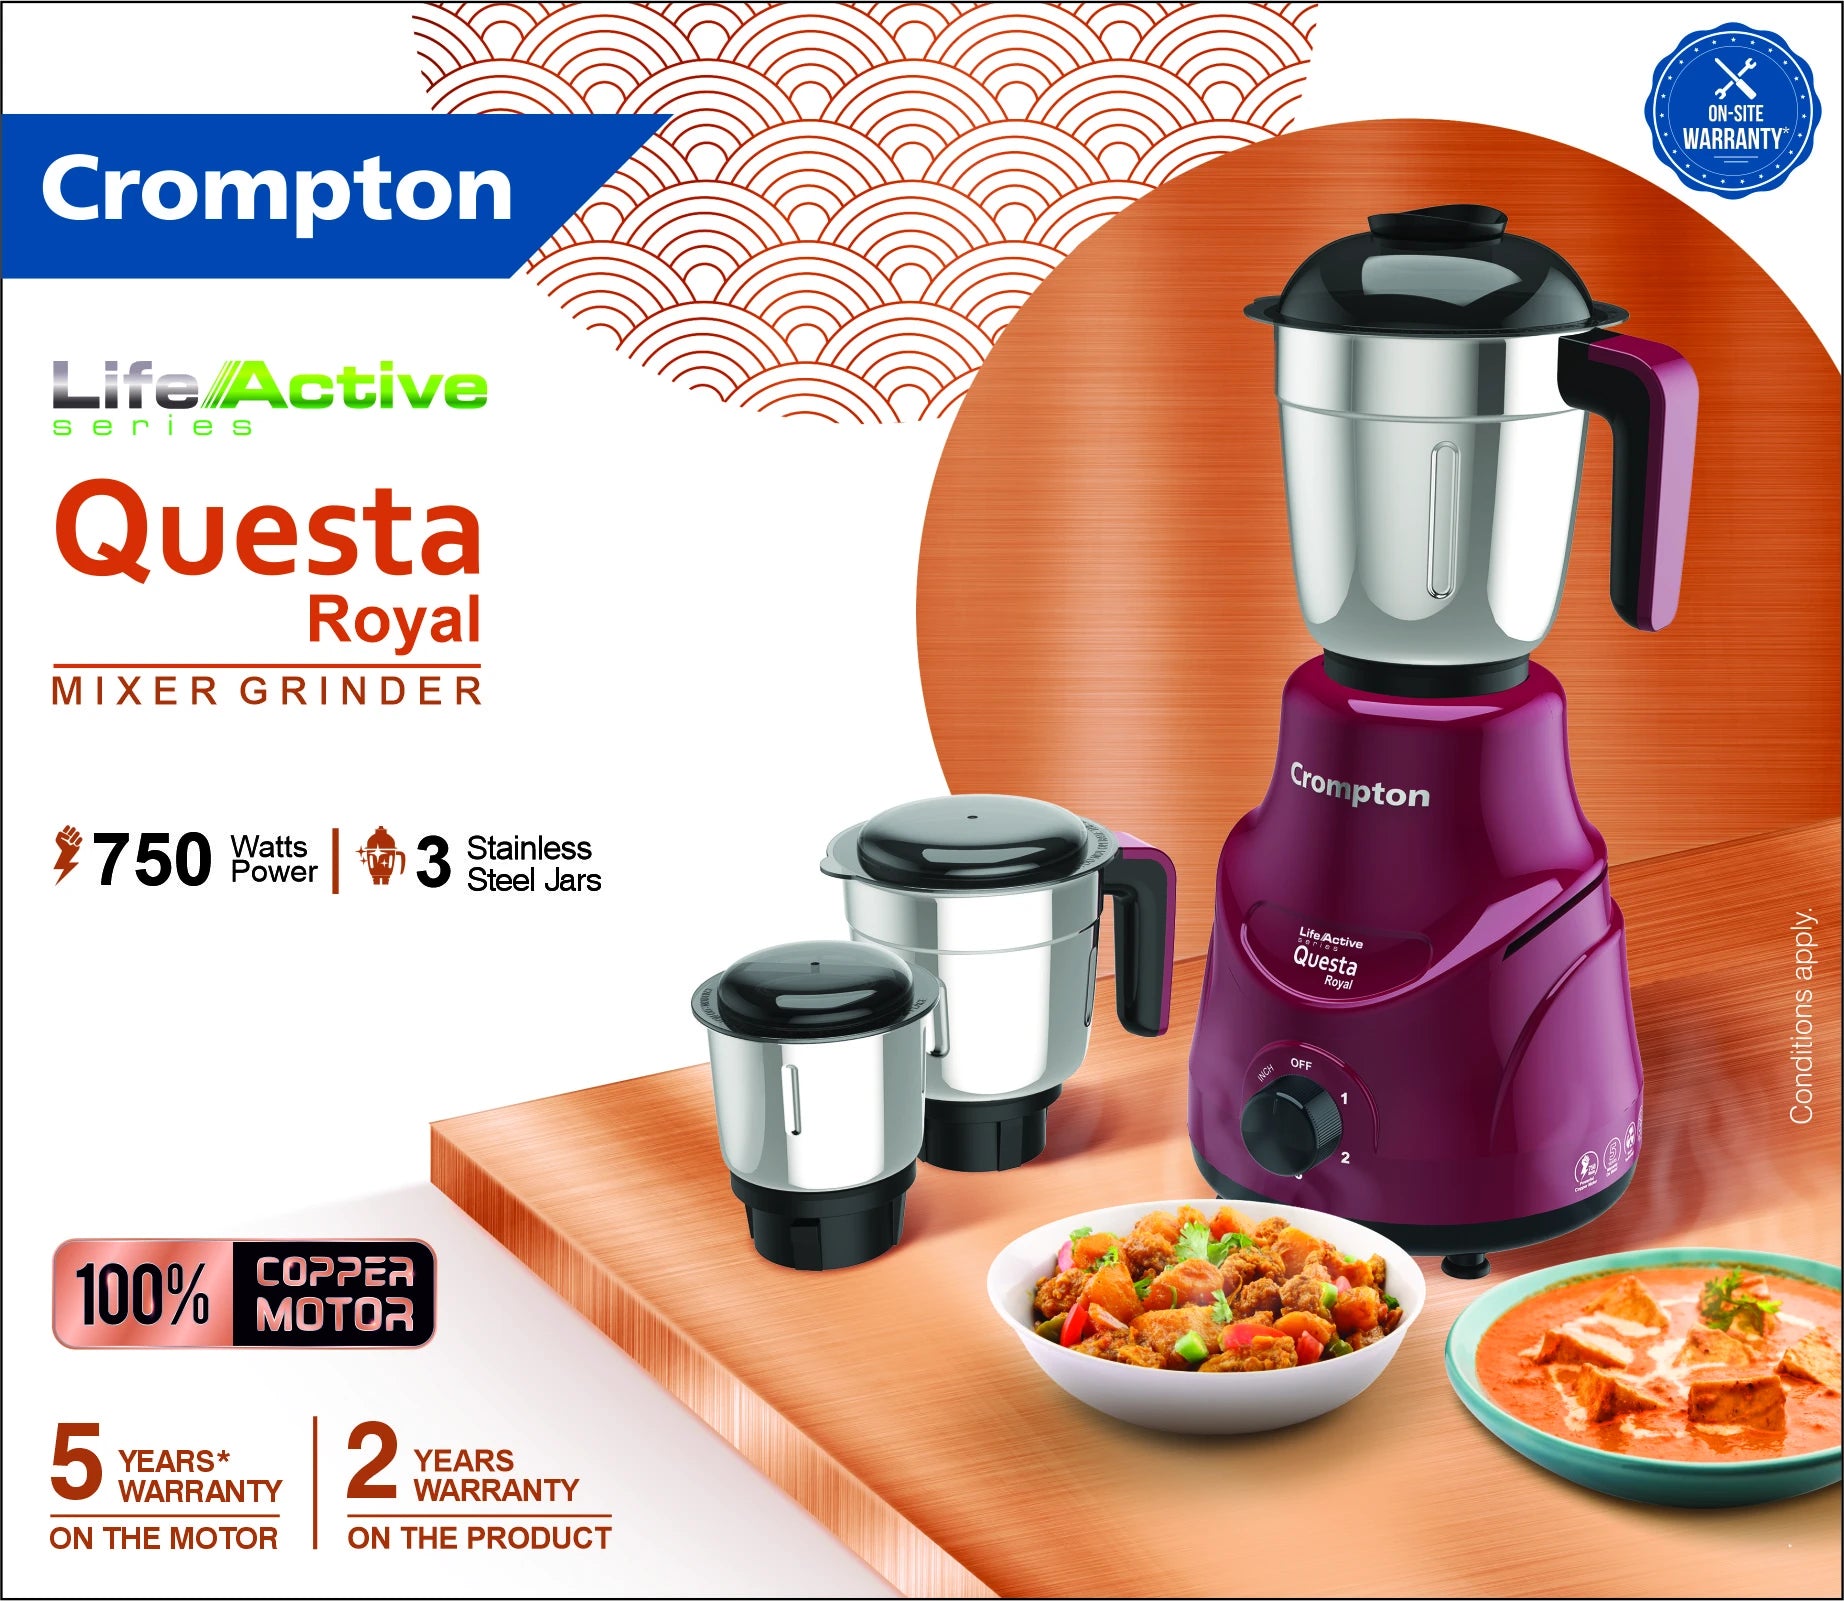 Crompton
ON-SITE
WARRANTY*
Life Active
series
Questa
Royal
MIXER GRINDER
750 Watts Power
3 Stainless Steel Jars
100% COPPER MOTOR
5 YEARS*
WARRANTY
ON THE MOTOR
2 YEARS
WARRANTY
ON THE PRODUCT
Crompton
Life Active
series
Questa
Royal
INCH OFF 1
2
Conditions apply.